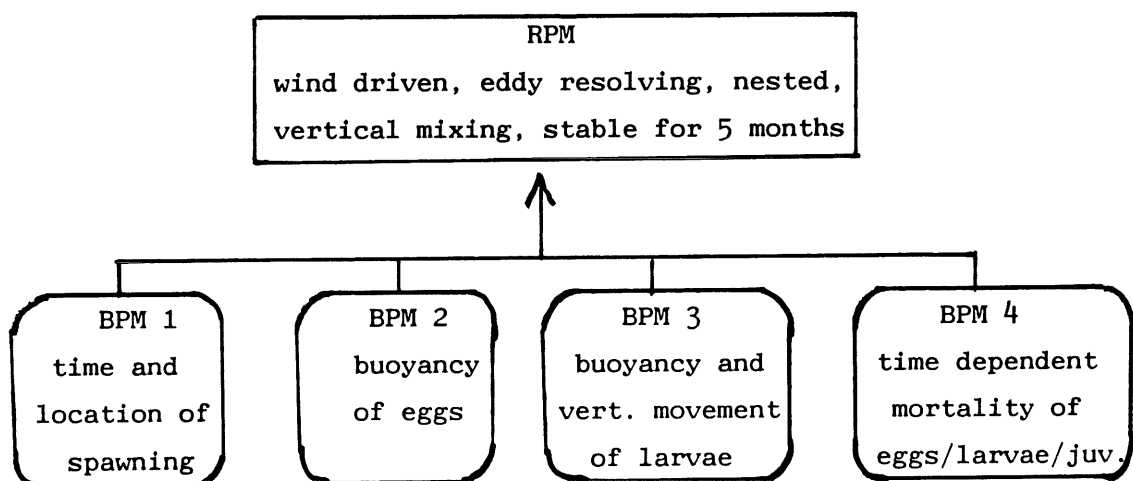 RPM
wind driven, eddy resolving, nested,
vertical mixing, stable for 5 months
BPM 1
time and
location of
spawning
BPM 2
buoyancy
of eggs
BPM 3
buoyancy and
vert. movement
of larvae
BPM 4
time dependent
mortality of
eggs/larvae/juv.